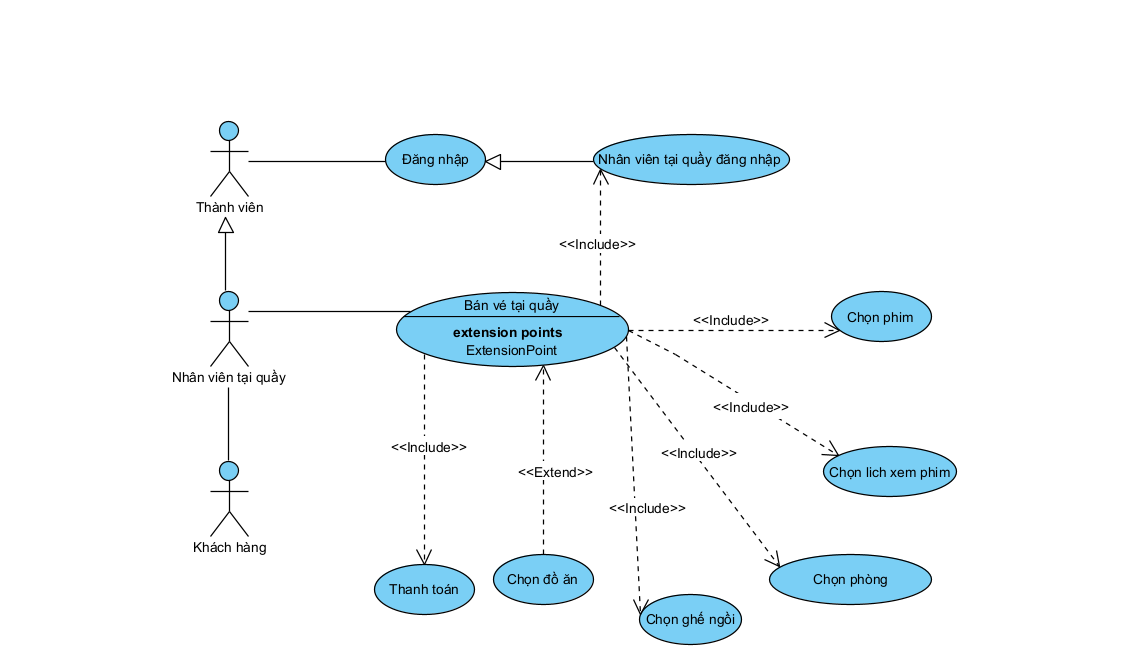 Đăng nhập
Nhân viên tại quầy đăng nhập
Thành viên
<<Include>>
Bán vé tại quầy
extension points
ExtensionPoint
<<Include>>
Chọn phim
Nhân viên tại quầy
<<Include>>
<<Include>>
<<Include>>
<<Extend>>
Chọn lich xem phim
<<Include>>
Khách hàng
Thanh toán
Chọn đồ ăn
Chọn phòng
Chọn ghế ngồi